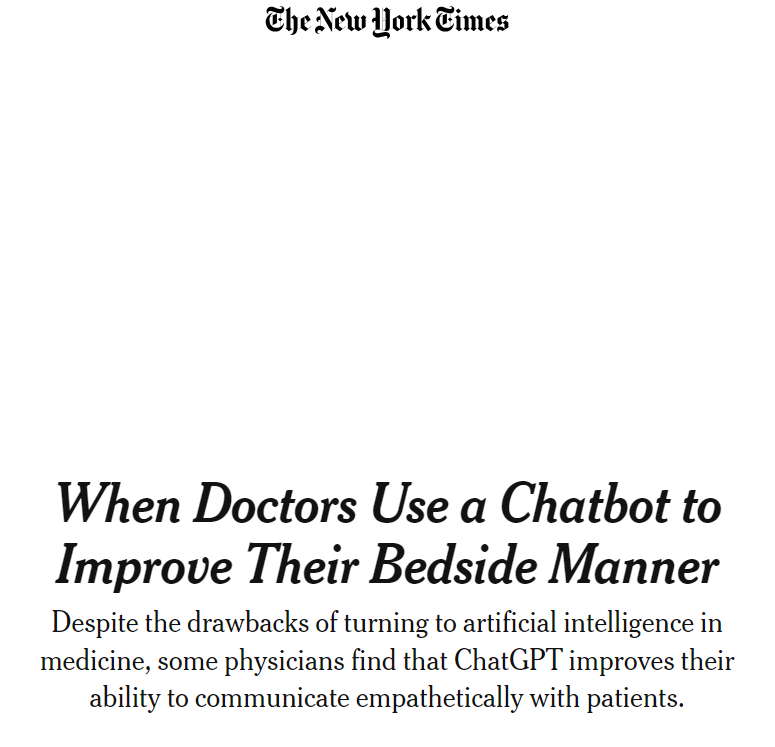 The New York Times
When Doctors Use a Chatbot to
Improve Their Bedside Manner
Despite the drawbacks of turning to artificial intelligence in
medicine, some physicians find that ChatGPT improves their
ability to communicate empathetically with patients.